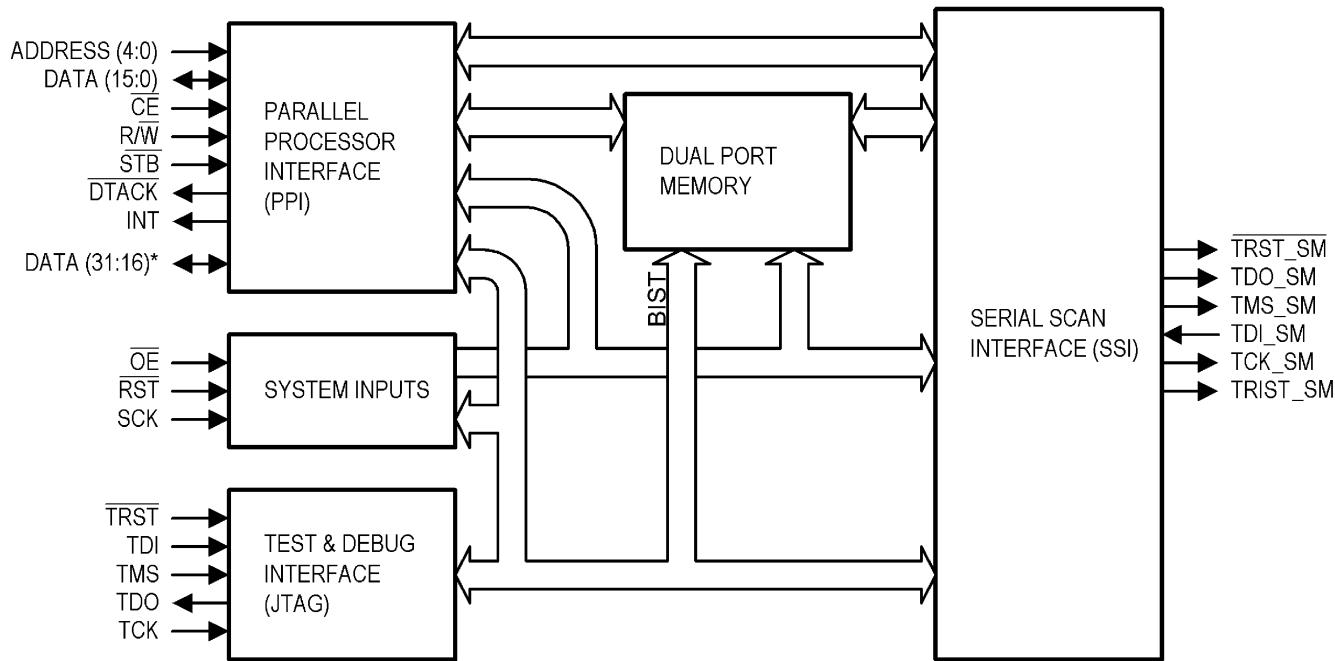 ADDRESS (4:0)
DATA (15:0)
CE
R/W
STB
DTACK
INT
DATA (31:16)*
PARALLEL
PROCESSOR
INTERFACE
(PPI)
DUAL PORT
MEMORY
BIST
OE
RST
SCK
SYSTEM INPUTS
TRST
TDI
TMS
TDO
TCK
TEST & DEBUG
INTERFACE
(JTAG)
SERIAL SCAN
INTERFACE (SSI)
TRST_SM
TDO_SM
TMS_SM
TDI_SM
TCK_SM
TRIST_SM